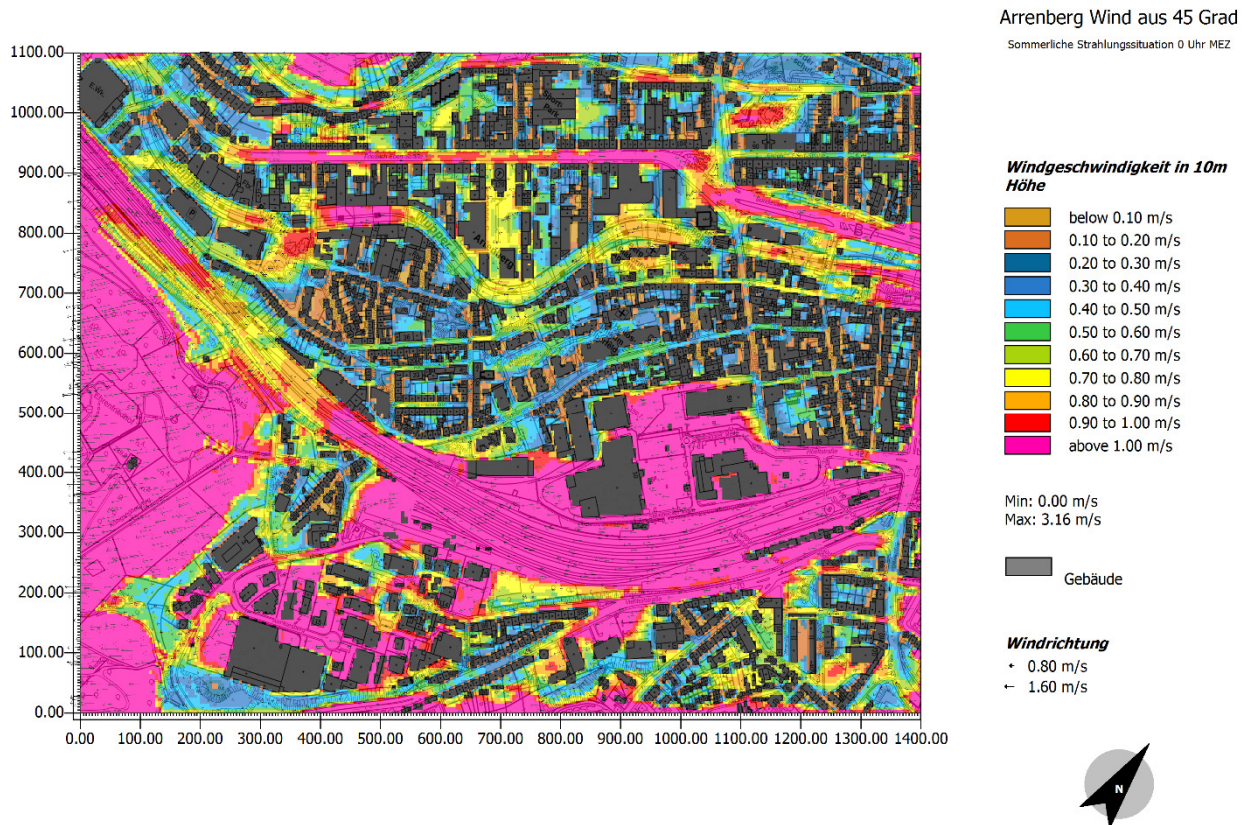 Arrenberg Wind aus 45 Grad
Sommerliche Strahlungssituation 0 Uhr MEZ
1100.00
1000.00
900.00
800.00
700.00
600.00
500.00
400.00
300.00
200.00
100.00
0.00
0.00 100.00 200.00 300.00 400.00 500.00 600.00 700.00 800.00 900.00 1000.00 1100.00 1200.00 1300.00 1400.00
E.Wk.
Sport-
Park
P
Windgeschwindigkeit in 10m
Höhe
below 0.10 m/s
0.10 to 0.20 m/s
0.20 to 0.30 m/s
0.30 to 0.40 m/s
0.40 to 0.50 m/s
0.50 to 0.60 m/s
0.60 to 0.70 m/s
0.70 to 0.80 m/s
0.80 to 0.90 m/s
0.90 to 1.00 m/s
above 1.00 m/s
Min: 0.00 m/s
Max: 3.16 m/s
Gebäude
Windrichtung
0.80 m/s
1.60 m/s
N